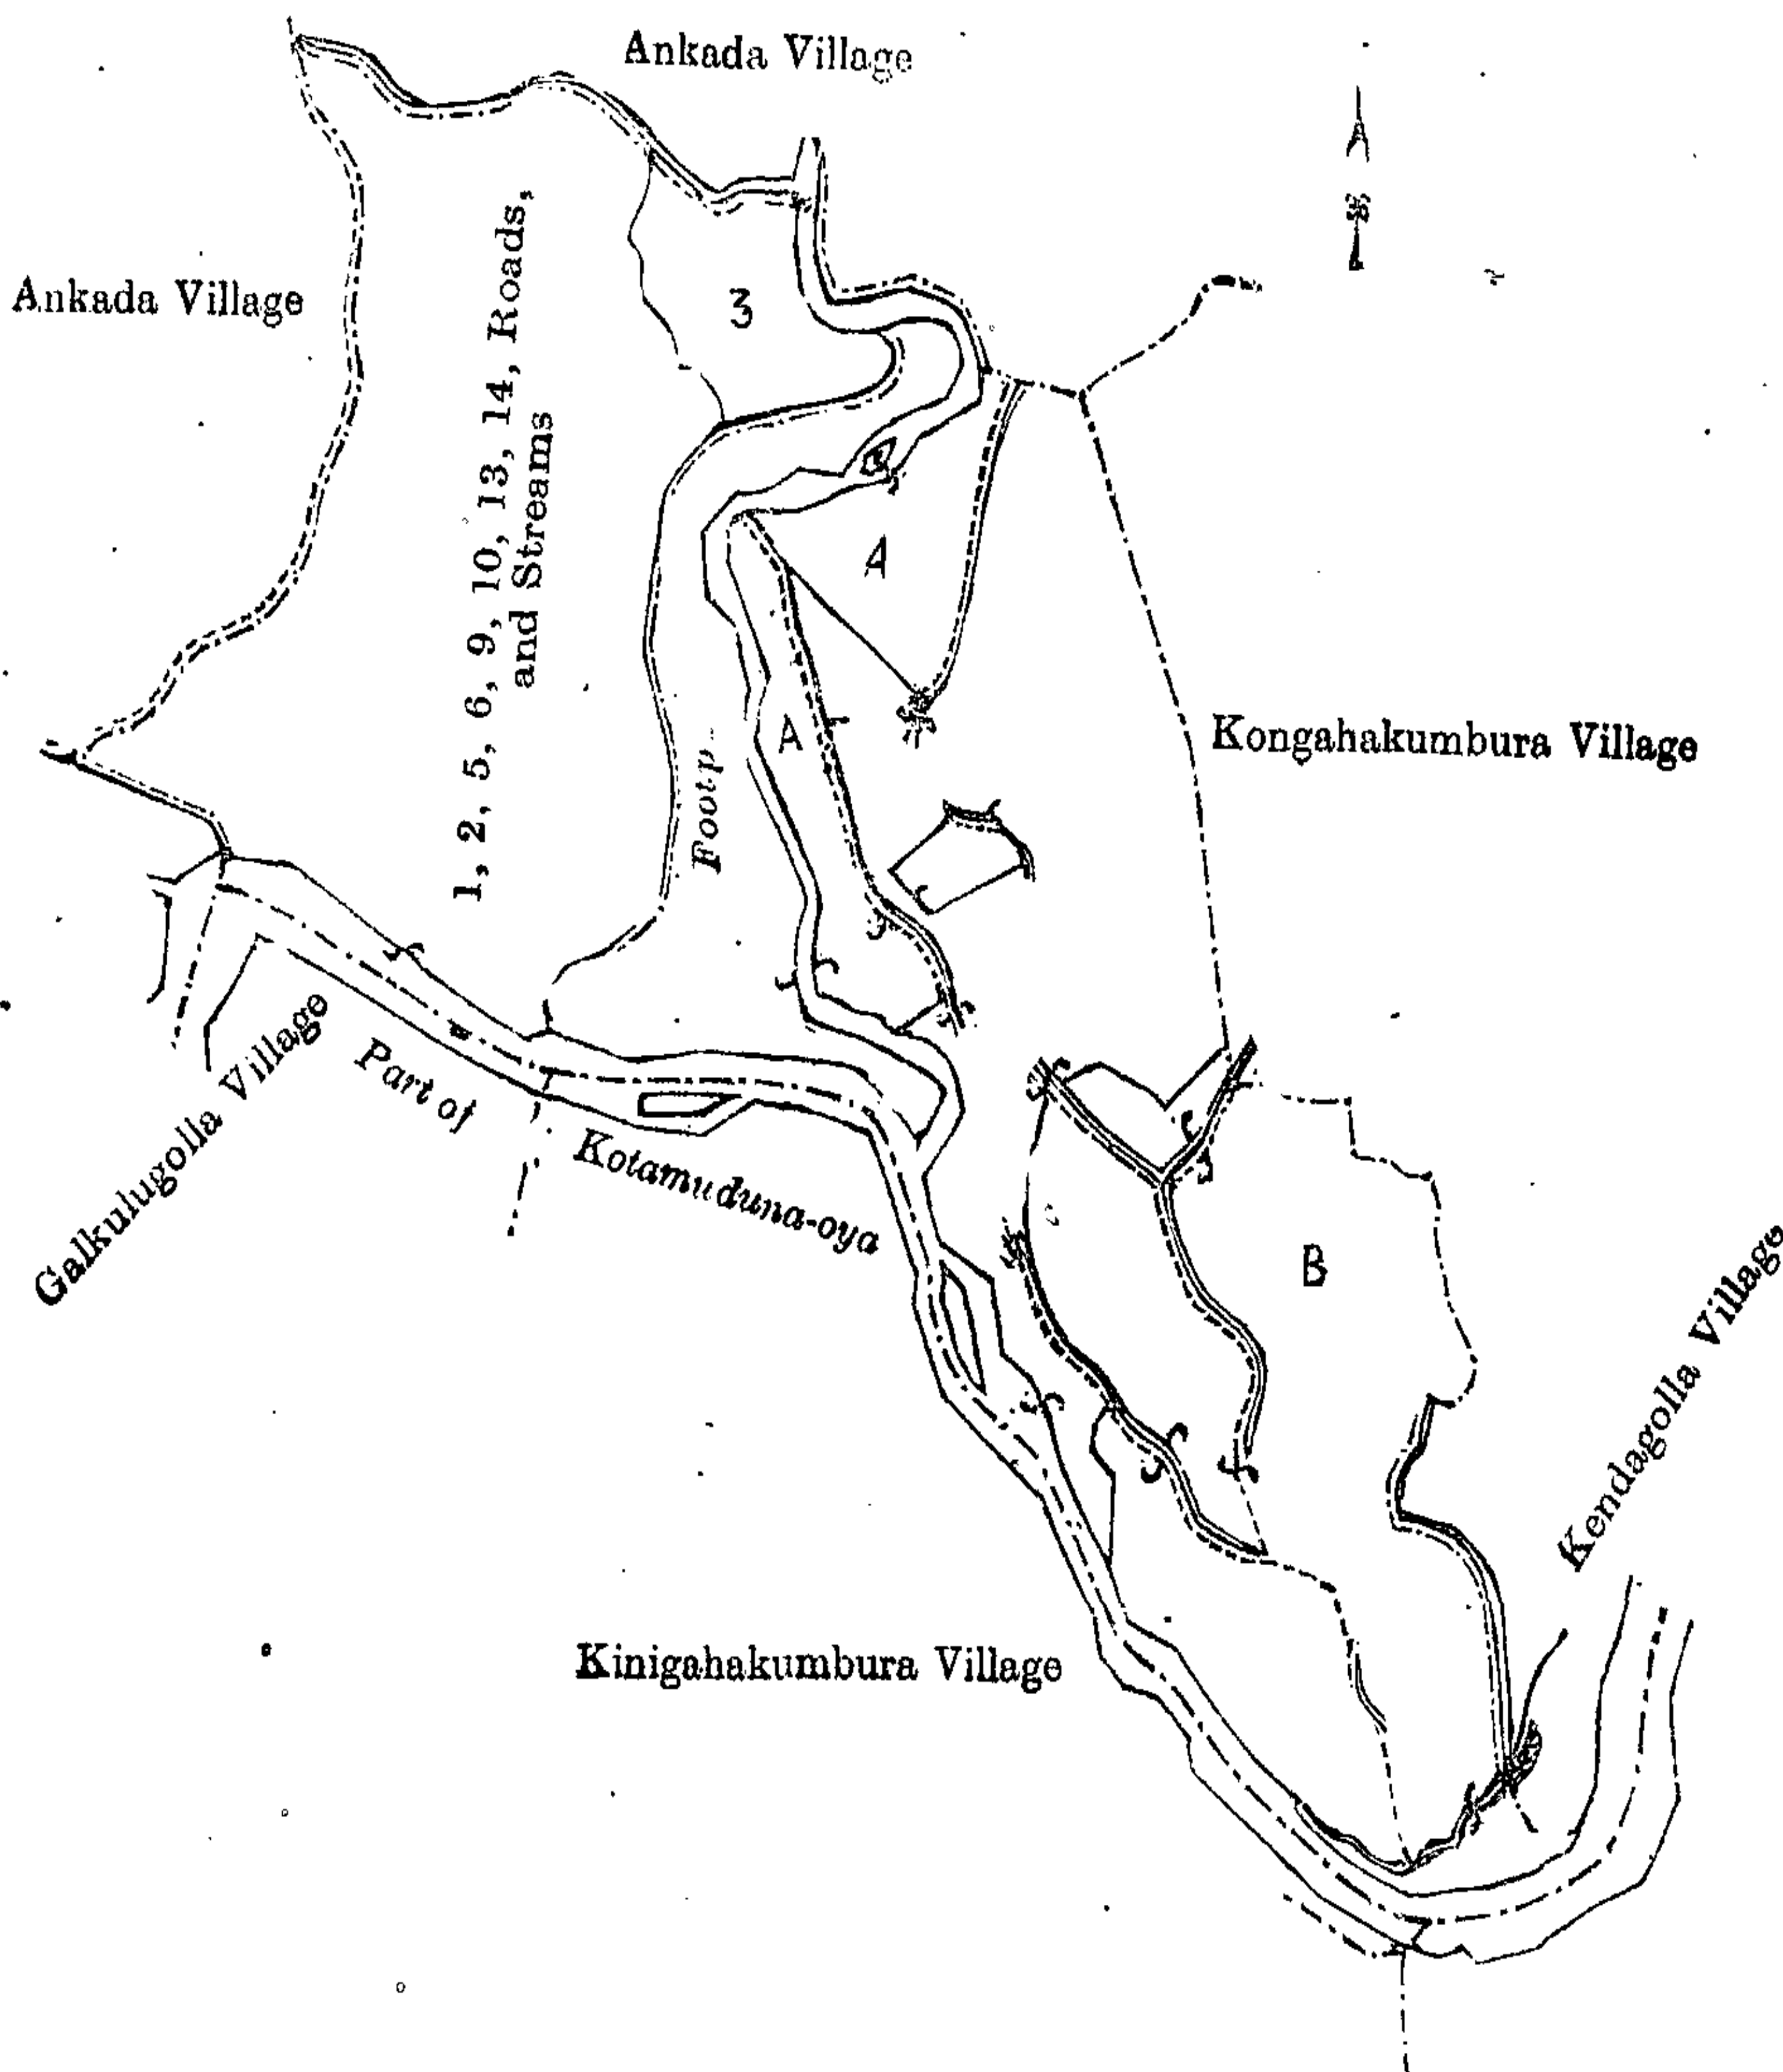 Ankada Village
Ankada Village
1, 2, 5, 6, 9, 10, 13, 14, Roads,
and Streams
3
4
A
Footp.
Kongahakumbura Village
Galkulugolla Village
Part of
Kotamuduna-oya
B
Kendagolla Village
Kinigahakumbura Village